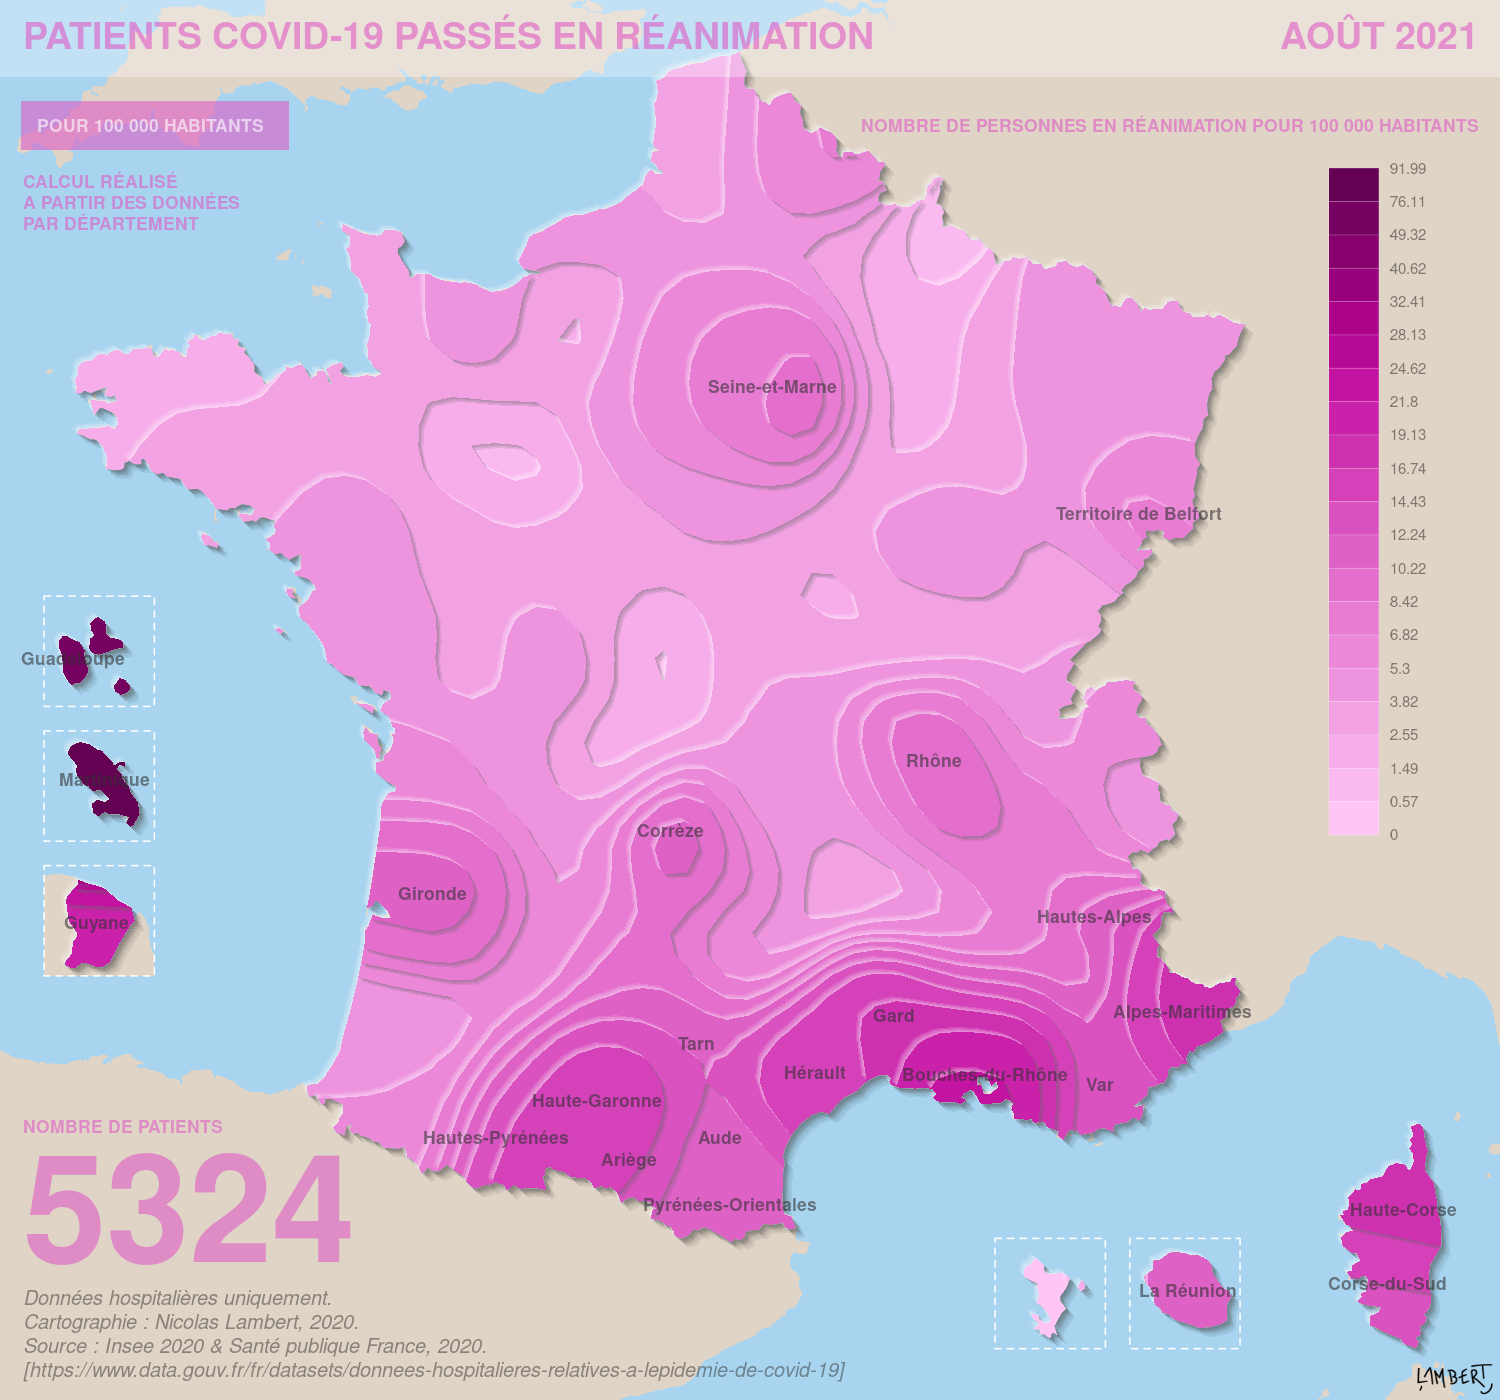 PATIENTS COVID-19 PASSÉS EN RÉANIMATION
AOÛT 2021
POUR 100 000 HABITANTS
CALCUL RÉALISÉ
A PARTIR DES DONNÉES
PAR DÉPARTEMENT
NOMBRE DE PERSONNES EN RÉANIMATION POUR 100 000 HABITANTS
91.99
76.11
49.32
40.62
32.41
28.13
24.62
21.8
19.13
16.74
14.43
12.24
10.22
8.42
6.82
5.3
3.82
2.55
1.49
0.57
0
Seine-et-Marne
Territoire de Belfort
Guadeloupe
Martinique
Guyane
Rhône
Corrèze
Gironde
Hautes-Alpes
Alpes-Maritimes
Gard
Tarn
Hérault
Bouches-du-Rhône
Var
Haute-Garonne
Hautes-Pyrénées
Aude
Ariège
Pyrénées-Orientales
Haute-Corse
Corse-du-Sud
La Réunion
NOMBRE DE PATIENTS
5324
Données hospitalières uniquement.
Cartographie : Nicolas Lambert, 2020.
Source : Insee 2020 & Santé publique France, 2020.
[https://www.data.gouv.fr/fr/datasets/donnees-hospitalieres-relatives-a-lepidemie-de-covid-19]
LAMBERT